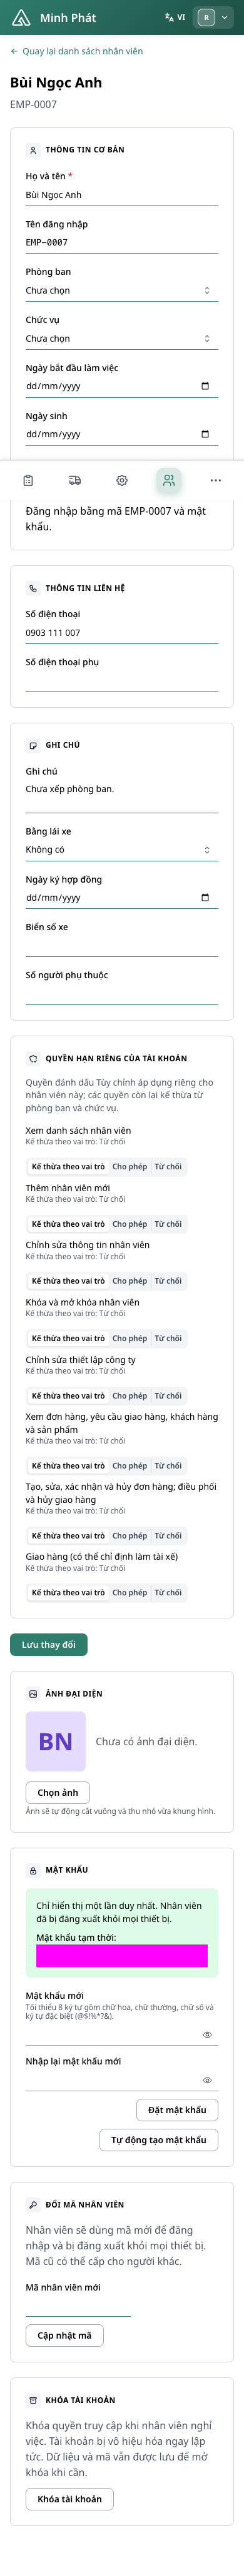 Minh Phát
VI
R
Quay lại danh sách nhân viên
Bùi Ngọc Anh
EMP-0007
THÔNG TIN CƠ BẢN
Họ và tên *
Bùi Ngọc Anh
Tên đăng nhập
EMP-0007
Phòng ban
Chưa chọn
Chức vụ
Chưa chọn
Ngày bắt đầu làm việc
dd/mm/yyyy
Ngày sinh
dd/mm/yyyy
Đăng nhập bằng mã EMP-0007 và mật
khẩu.
THÔNG TIN LIÊN HỆ
Số điện thoại
0903 111 007
Số điện thoại phụ
GHI CHÚ
Ghi chú
Chưa xếp phòng ban.
Bằng lái xe
Không có
Ngày ký hợp đồng
dd/mm/yyyy
Biển số xe
Số người phụ thuộc
QUYỀN HẠN RIÊNG CỦA TÀI KHOẢN
Quyền đánh dấu Tùy chỉnh áp dụng riêng cho
nhân viên này; các quyền còn lại kế thừa từ
phòng ban và chức vụ.
Xem danh sách nhân viên
Kế thừa theo vai trò: Từ chối
Kế thừa theo vai trò Cho phép Từ chối
Thêm nhân viên mới
Kế thừa theo vai trò: Từ chối
Kế thừa theo vai trò Cho phép Từ chối
Chỉnh sửa thông tin nhân viên
Kế thừa theo vai trò: Từ chối
Kế thừa theo vai trò Cho phép Từ chối
Khóa và mở khóa nhân viên
Kế thừa theo vai trò: Từ chối
Kế thừa theo vai trò Cho phép Từ chối
Chỉnh sửa thiết lập công ty
Kế thừa theo vai trò: Từ chối
Kế thừa theo vai trò Cho phép Từ chối
Xem đơn hàng, yêu cầu giao hàng, khách hàng
và sản phẩm
Kế thừa theo vai trò: Từ chối
Kế thừa theo vai trò Cho phép Từ chối
Tạo, sửa, xác nhận và hủy đơn hàng; điều phối
và hủy giao hàng
Kế thừa theo vai trò: Từ chối
Kế thừa theo vai trò Cho phép Từ chối
Giao hàng (có thể chỉ định làm tài xế)
Kế thừa theo vai trò: Từ chối
Kế thừa theo vai trò Cho phép Từ chối
Lưu thay đổi
ẢNH ĐẠI DIỆN
BN
Chưa có ảnh đại diện.
Chọn ảnh
Ảnh sẽ tự động cắt vuông và thu nhỏ vừa khung hình.
MẬT KHẨU
Chỉ hiển thị một lần duy nhất. Nhân viên
đã bị đăng xuất khỏi mọi thiết bị.
Mật khẩu tạm thời:
Mật khẩu mới
Tối thiểu 8 ký tự gồm chữ hoa, chữ thường, chữ số và
ký tự đặc biệt (@$!%*?&).
Nhập lại mật khẩu mới
Đặt mật khẩu
Tự động tạo mật khẩu
ĐỔI MÃ NHÂN VIÊN
Nhân viên sẽ dùng mã mới để đăng
nhập và bị đăng xuất khỏi mọi thiết bị.
Mã cũ có thể cấp cho người khác.
Mã nhân viên mới
Cập nhật mã
KHÓA TÀI KHOẢN
Khóa quyền truy cập khi nhân viên nghỉ
việc. Tài khoản bị vô hiệu hóa ngay lập
tức. Dữ liệu và mã vẫn được lưu để mở
khóa khi cần.
Khóa tài khoản